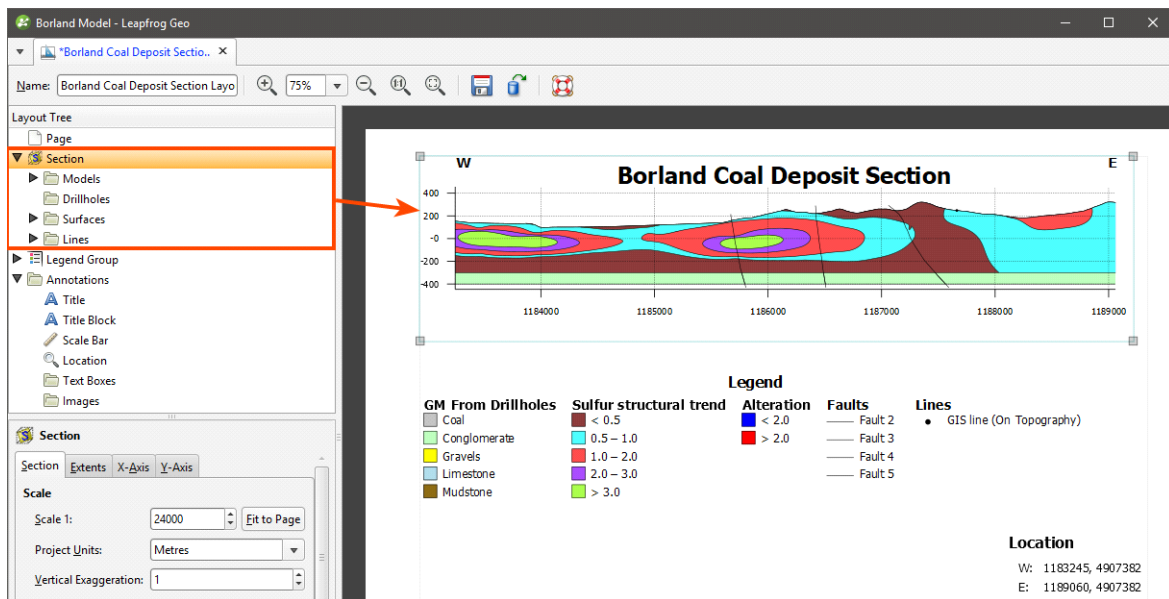 Borland Model - Leapfrog Geo
*Borland Coal Deposit Sectio..
Name: Borland Coal Deposit Section Layo 75%
Layout Tree
Page
Section
Models
Drillholes
Surfaces
Lines
Legend Group
Annotations
Title
Title Block
Scale Bar
Location
Text Boxes
Images
Section
Section Extents X-Axis Y-Axis
Scale
Scale 1: 24000 Fit to Page
Project Units: Metres
Vertical Exaggeration: 1
W E
Borland Coal Deposit Section
400
200
-0
-200
-400
1184000 1185000 1186000 1187000 1188000 1189000
Legend
GM From Drillholes Sulfur structural trend Alteration Faults Lines
Coal < 0.5 < 2.0 Fault 2 GIS line (On Topography)
Conglomerate 0.5 – 1.0 > 2.0 Fault 3
Gravels 1.0 – 2.0 Fault 4
Limestone 2.0 – 3.0 Fault 5
Mudstone > 3.0
Location
W: 1183245, 4907382
E: 1189060, 4907382